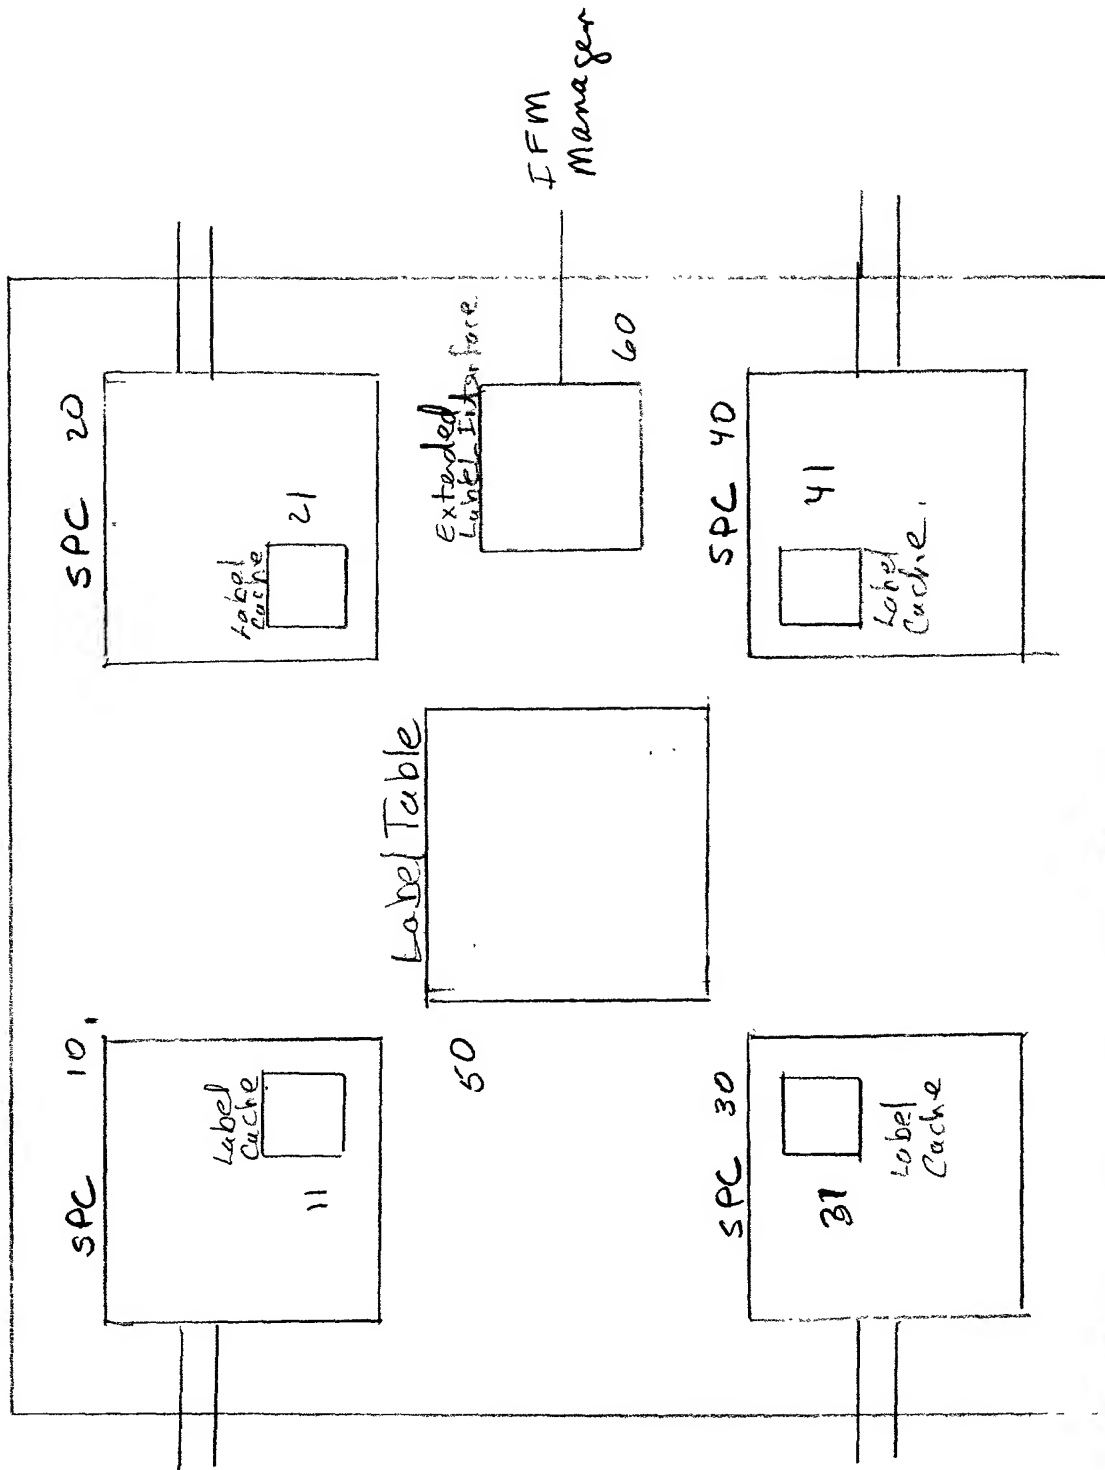 SPC 10.
Label
Cache
11
SPC 20
Label
Cache
21
Label Table
50
Extended
Label Interface
60
IFM
Manager
SPC 30
31
Label
Cache
SPC 40
41
Label
Cache.